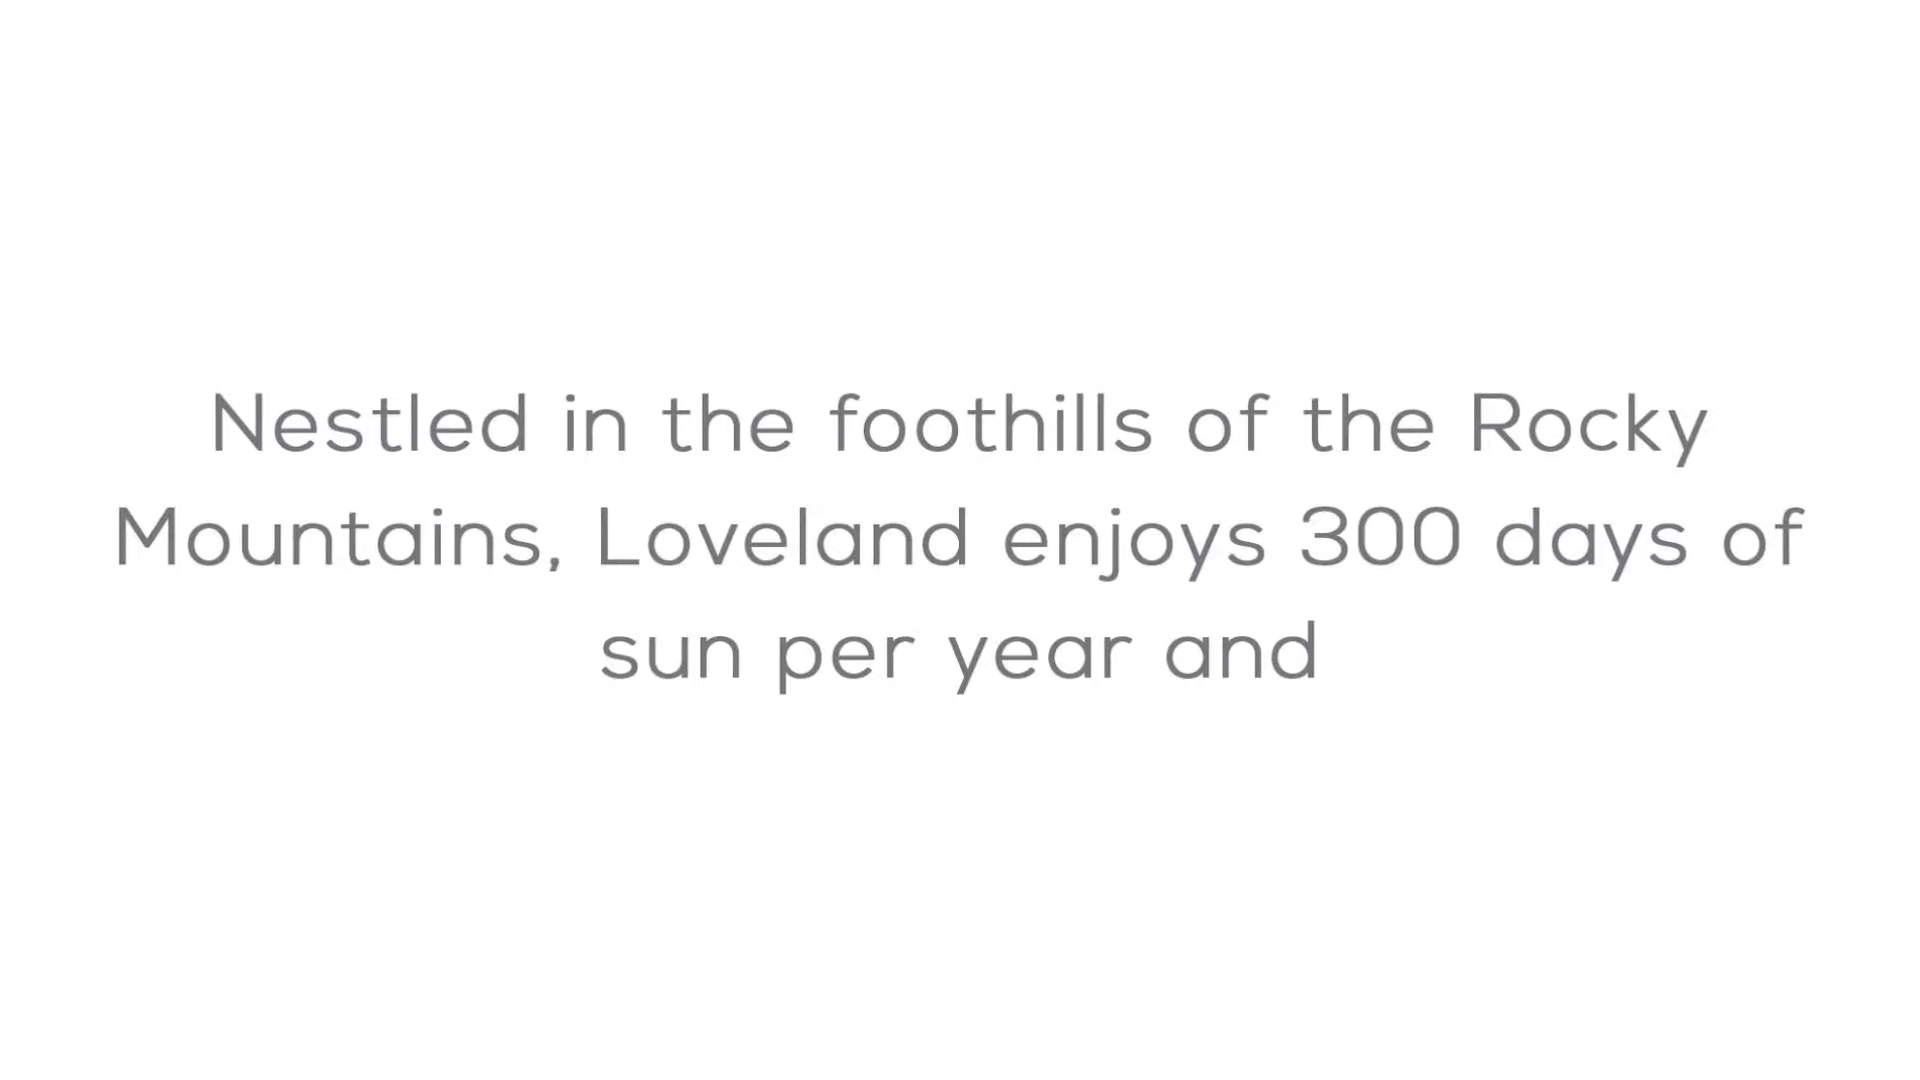 Nestled in the foothills of the Rocky
Mountains, Loveland enjoys 300 days of
sun per year and